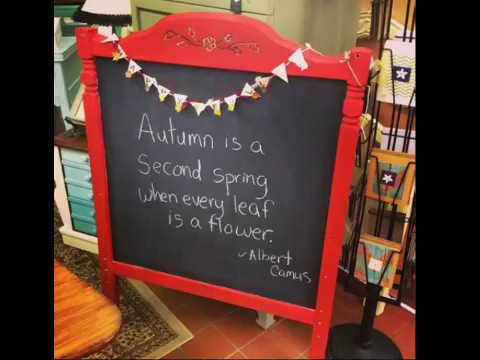 Autumn is a
second spring
when every leaf
is a flower.
~Albert
Camus